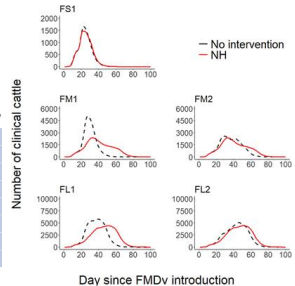 FS1
2000
1500
1000
500
0
0 20 40 60 80 100
No intervention
NH
Number of clinical cattle
FM1 FM2
6000 6000
4500 4500
3000 3000
1500 1500
0 0
0 20 40 60 80 100 0 20 40 60 80 100
FL1 FL2
10000 10000
7500 7500
5000 5000
2500 2500
0 0
0 20 40 60 80 100 0 20 40 60 80 100
Day since FMDv introduction